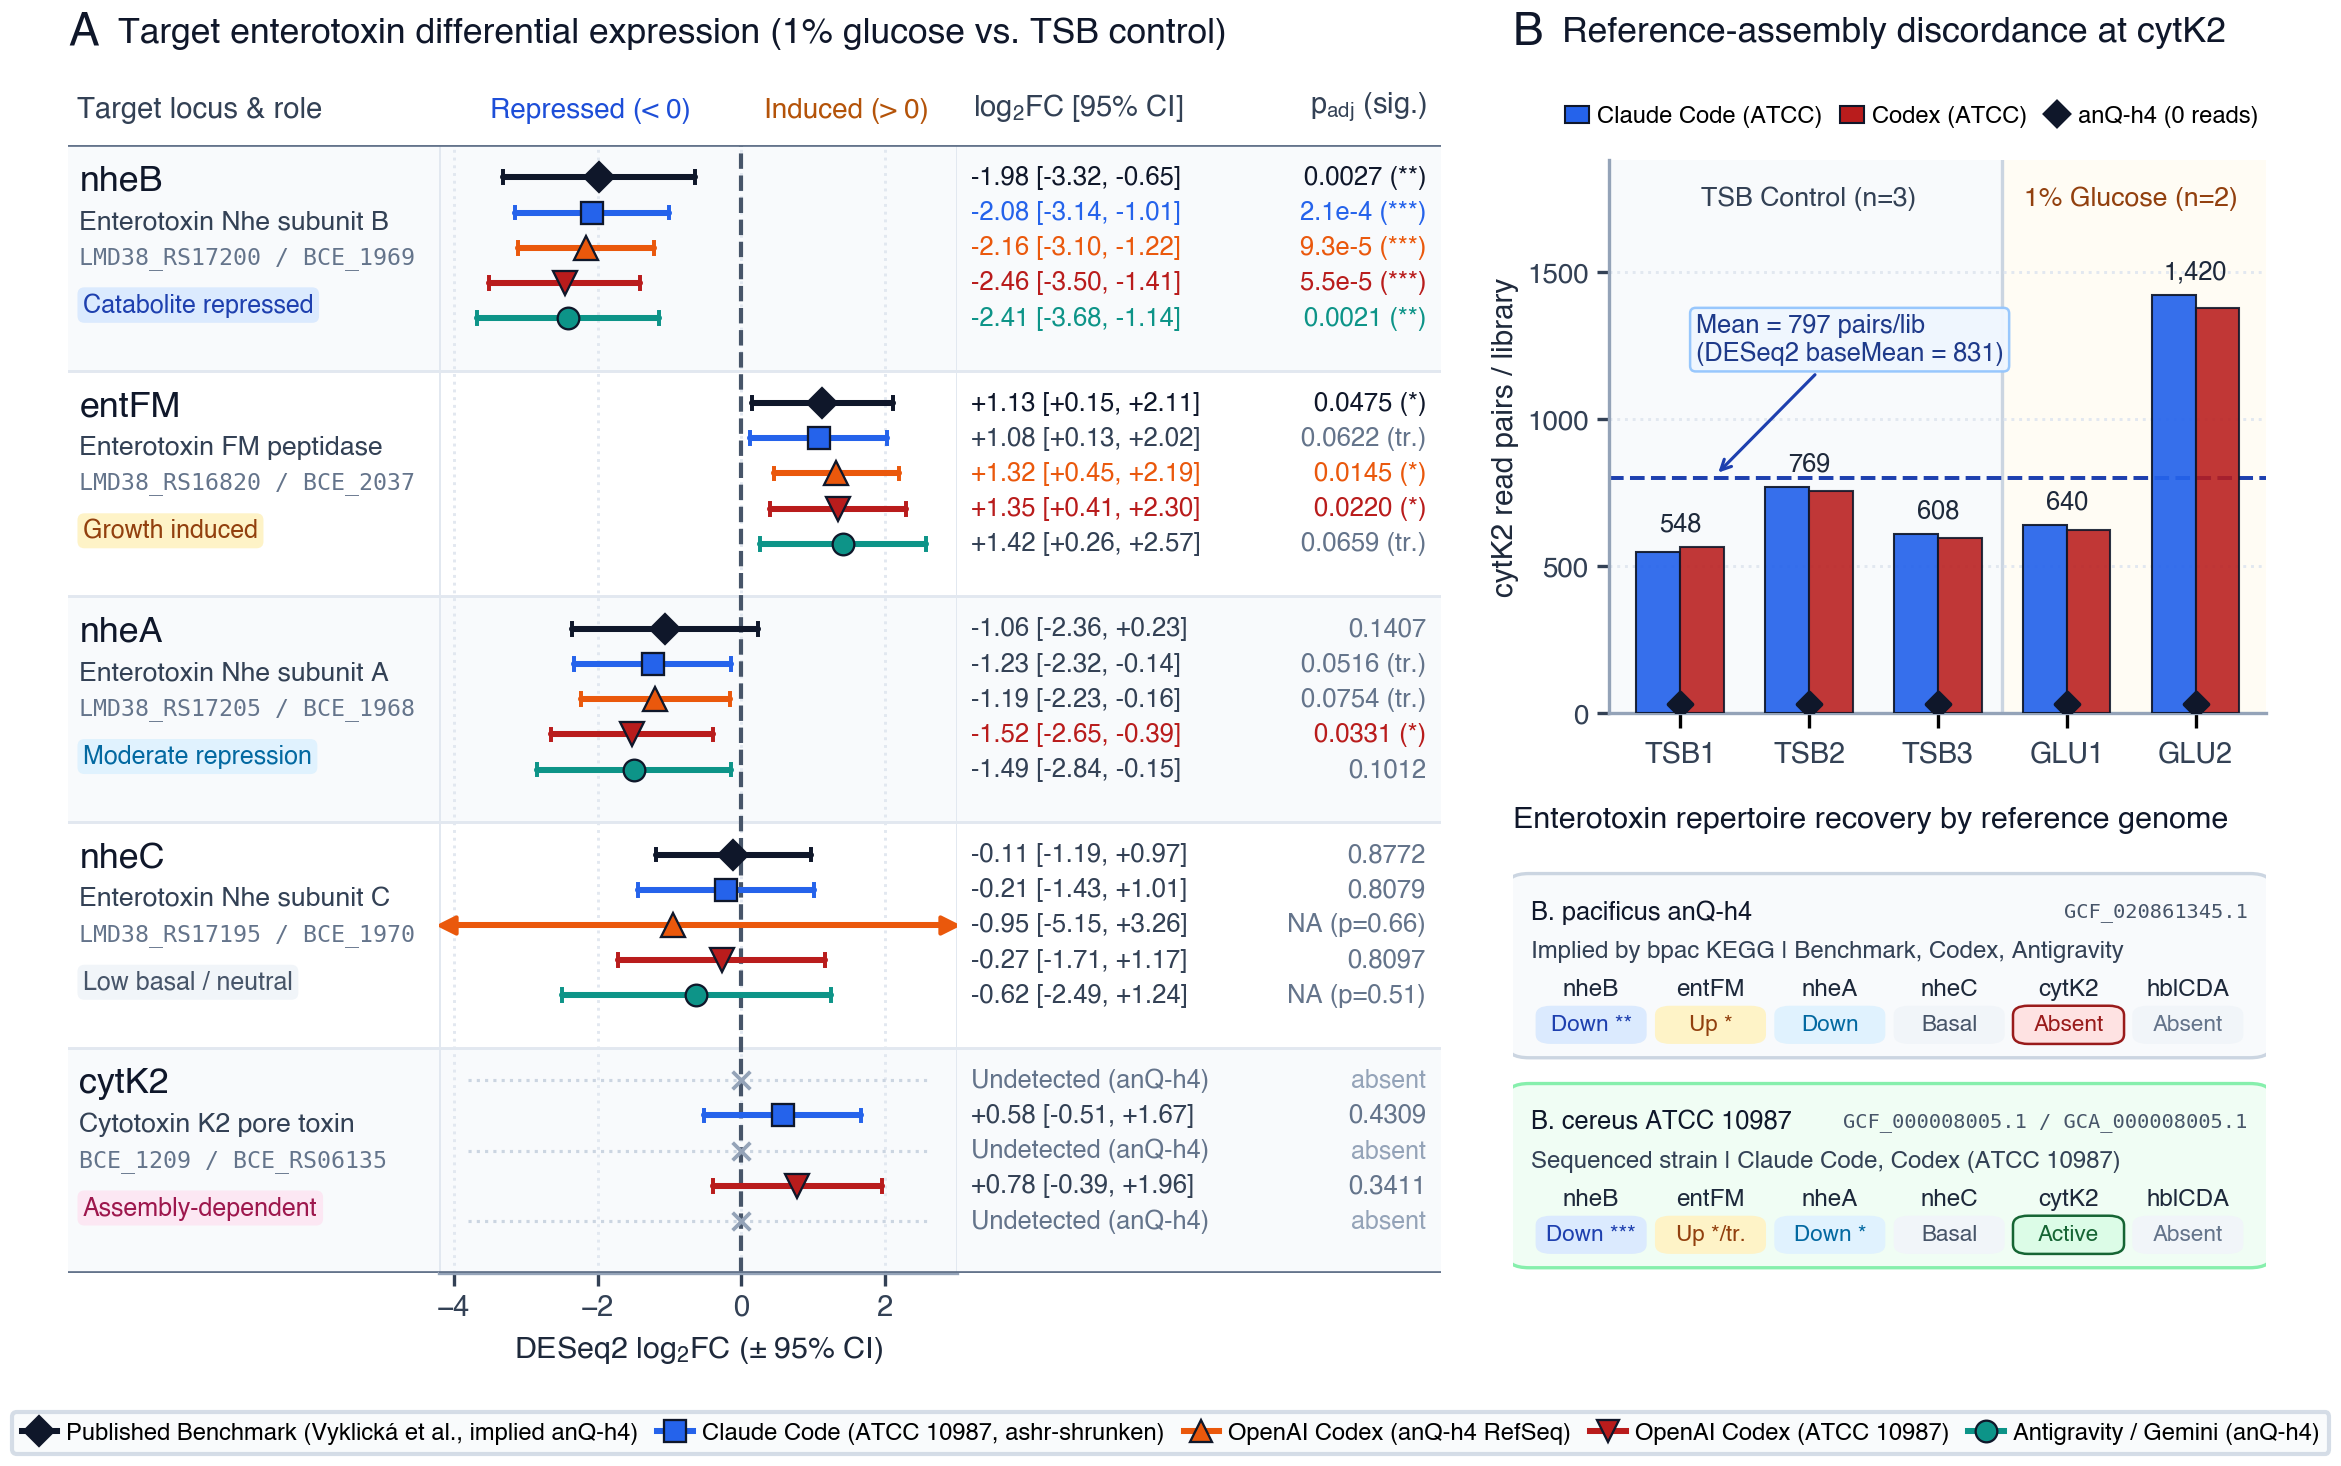 A Target enterotoxin differential expression (1% glucose vs. TSB control)
Target locus & role
Repressed (< 0)
Induced (> 0)
log₂FC [95% CI]
p_adj (sig.)
nheB
Enterotoxin Nhe subunit B
LMD38_RS17200 / BCE_1969
Catabolite repressed
-1.98 [-3.32, -0.65] 0.0027 (**)
-2.08 [-3.14, -1.01] 2.1e-4 (***)
-2.16 [-3.10, -1.22] 9.3e-5 (***)
-2.46 [-3.50, -1.41] 5.5e-5 (***)
-2.41 [-3.68, -1.14] 0.0021 (**)
entFM
Enterotoxin FM peptidase
LMD38_RS16820 / BCE_2037
Growth induced
+1.13 [+0.15, +2.11] 0.0475 (*)
+1.08 [+0.13, +2.02] 0.0622 (tr.)
+1.32 [+0.45, +2.19] 0.0145 (*)
+1.35 [+0.41, +2.30] 0.0220 (*)
+1.42 [+0.26, +2.57] 0.0659 (tr.)
nheA
Enterotoxin Nhe subunit A
LMD38_RS17205 / BCE_1968
Moderate repression
-1.06 [-2.36, +0.23] 0.1407
-1.23 [-2.32, -0.14] 0.0516 (tr.)
-1.19 [-2.23, -0.16] 0.0754 (tr.)
-1.52 [-2.65, -0.39] 0.0331 (*)
-1.49 [-2.84, -0.15] 0.1012
nheC
Enterotoxin Nhe subunit C
LMD38_RS17195 / BCE_1970
Low basal / neutral
-0.11 [-1.19, +0.97] 0.8772
-0.21 [-1.43, +1.01] 0.8079
-0.95 [-5.15, +3.26] NA (p=0.66)
-0.27 [-1.71, +1.17] 0.8097
-0.62 [-2.49, +1.24] NA (p=0.51)
cytK2
Cytotoxin K2 pore toxin
BCE_1209 / BCE_RS06135
Assembly-dependent
Undetected (anQ-h4) absent
+0.58 [-0.51, +1.67] 0.4309
Undetected (anQ-h4) absent
+0.78 [-0.39, +1.96] 0.3411
Undetected (anQ-h4) absent
−4 −2 0 2
DESeq2 log₂FC (± 95% CI)
B Reference-assembly discordance at cytK2
Claude Code (ATCC) Codex (ATCC) anQ-h4 (0 reads)
TSB Control (n=3)
1% Glucose (n=2)
cytK2 read pairs / library
1500
1000
500
0
Mean = 797 pairs/lib
(DESeq2 baseMean = 831)
548
769
608
640
1,420
TSB1 TSB2 TSB3 GLU1 GLU2
Enterotoxin repertoire recovery by reference genome
B. pacificus anQ-h4 GCF_020861345.1
Implied by bpac KEGG | Benchmark, Codex, Antigravity
nheB entFM nheA nheC cytK2 hblCDA
Down ** Up * Down Basal Absent Absent
B. cereus ATCC 10987 GCF_000008005.1 / GCA_000008005.1
Sequenced strain | Claude Code, Codex (ATCC 10987)
nheB entFM nheA nheC cytK2 hblCDA
Down *** Up */tr. Down * Basal Active Absent
Published Benchmark (Vyklická et al., implied anQ-h4) Claude Code (ATCC 10987, ashr-shrunken) OpenAI Codex (anQ-h4 RefSeq) OpenAI Codex (ATCC 10987) Antigravity / Gemini (anQ-h4)